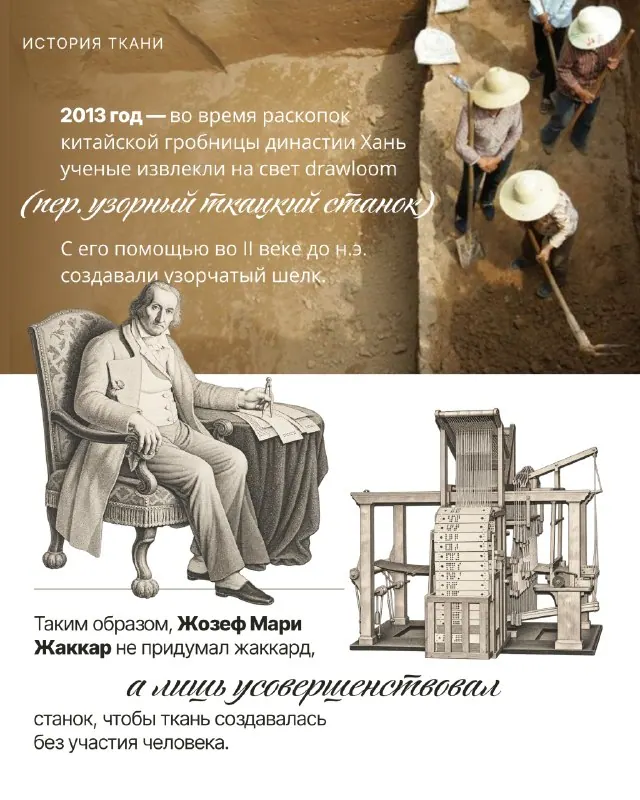 ИСТОРИЯ ТКАНИ
2013 год — во время раскопок
китайской гробницы династии Хань
ученые извлекли на свет drawloom
(пер. узорный ткацкий станок)
С его помощью во II веке до н.э.
создавали узорчатый шелк.
Таким образом, Жозеф Мари
Жаккар не придумал жаккард,
а лишь усовершенствовал
станок, чтобы ткань создавалась
без участия человека.